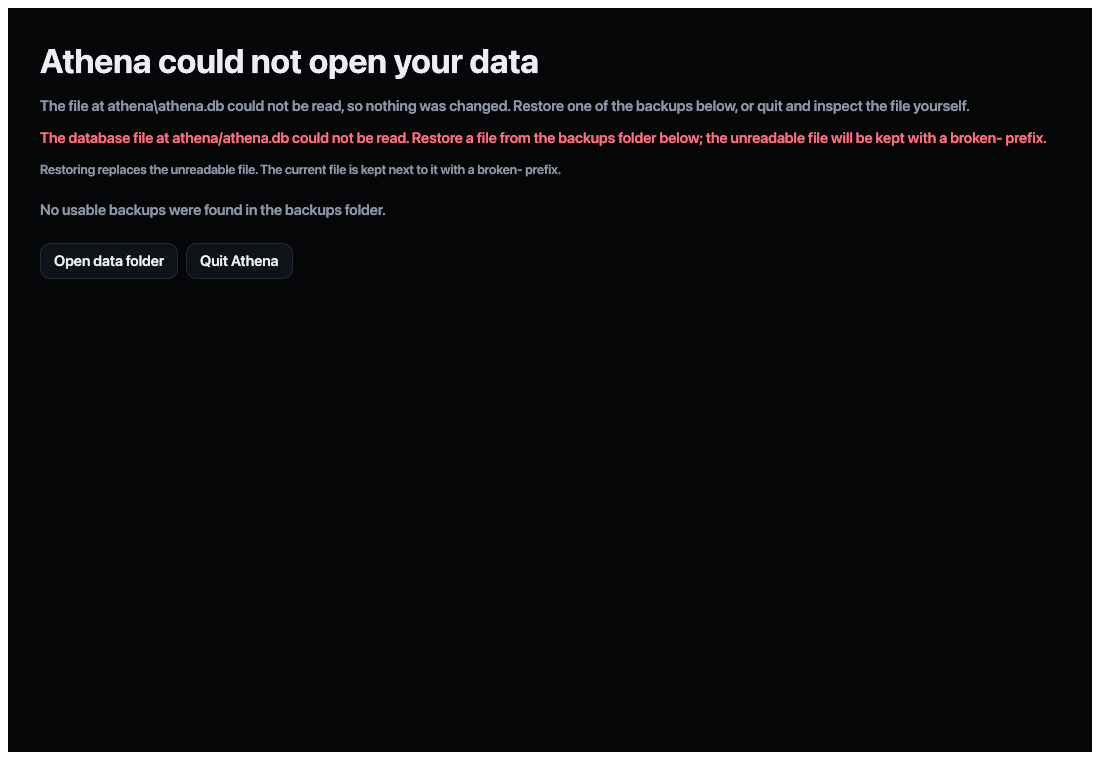 Athena could not open your data
The file at athena\athena.db could not be read, so nothing was changed. Restore one of the backups below, or quit and inspect the file yourself.
The database file at athena/athena.db could not be read. Restore a file from the backups folder below; the unreadable file will be kept with a broken- prefix.
Restoring replaces the unreadable file. The current file is kept next to it with a broken- prefix.
No usable backups were found in the backups folder.
Open data folder
Quit Athena